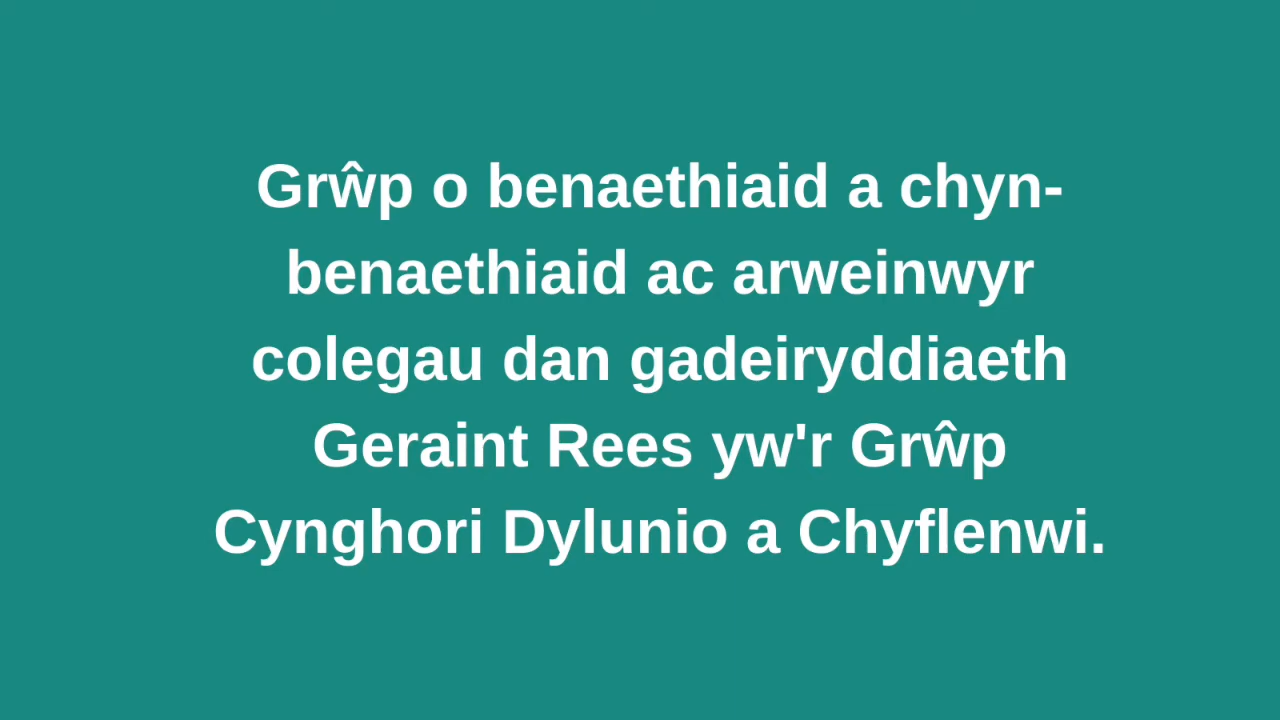 Grŵp o benaethiaid a chyn-
benaethiaid ac arweinwyr
colegau dan gadeiryddiaeth
Geraint Rees yw'r Grŵp
Cynghori Dylunio a Chyflenwi.